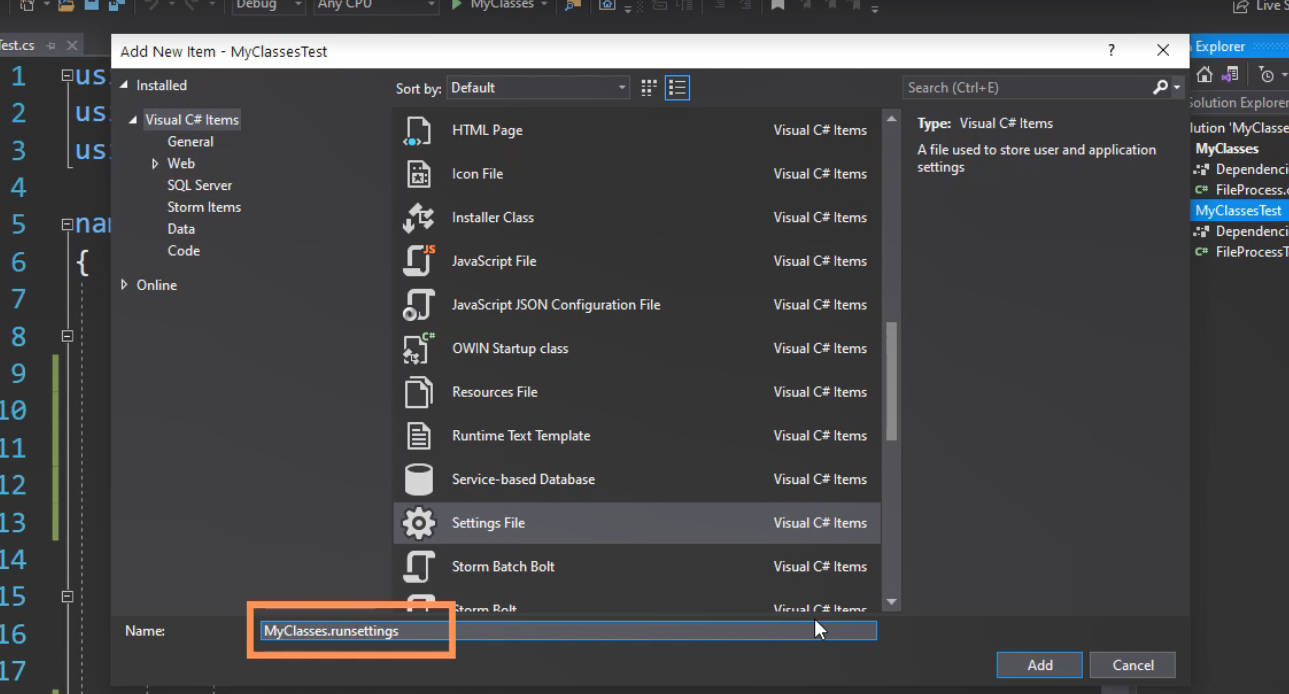 Debug
Any CPU
MyClasses
Live S
Test.cs
Add New Item - MyClassesTest
?
Explorer
1
2
3
4
5
6
7
8
9
10
11
12
13
14
15
16
17
us
us
us
nam
{
Installed
Visual C# Items
General
Web
SQL Server
Storm Items
Data
Code
Online
Sort by: Default
Search (Ctrl+E)
HTML Page Visual C# Items
Icon File Visual C# Items
Installer Class Visual C# Items
JS
JavaScript File Visual C# Items
JavaScript JSON Configuration File Visual C# Items
C#
OWIN Startup class Visual C# Items
Resources File Visual C# Items
Runtime Text Template Visual C# Items
Service-based Database Visual C# Items
Settings File Visual C# Items
Storm Batch Bolt Visual C# Items
Storm Bolt Visual C# Items
Type: Visual C# Items
A file used to store user and application
settings
Solution Explorer
lution 'MyClasse
MyClasses
Dependenci
C# FileProcess.c
MyClassesTest
Dependenci
C# FileProcessT
Name: MyClasses.runsettings
Add
Cancel